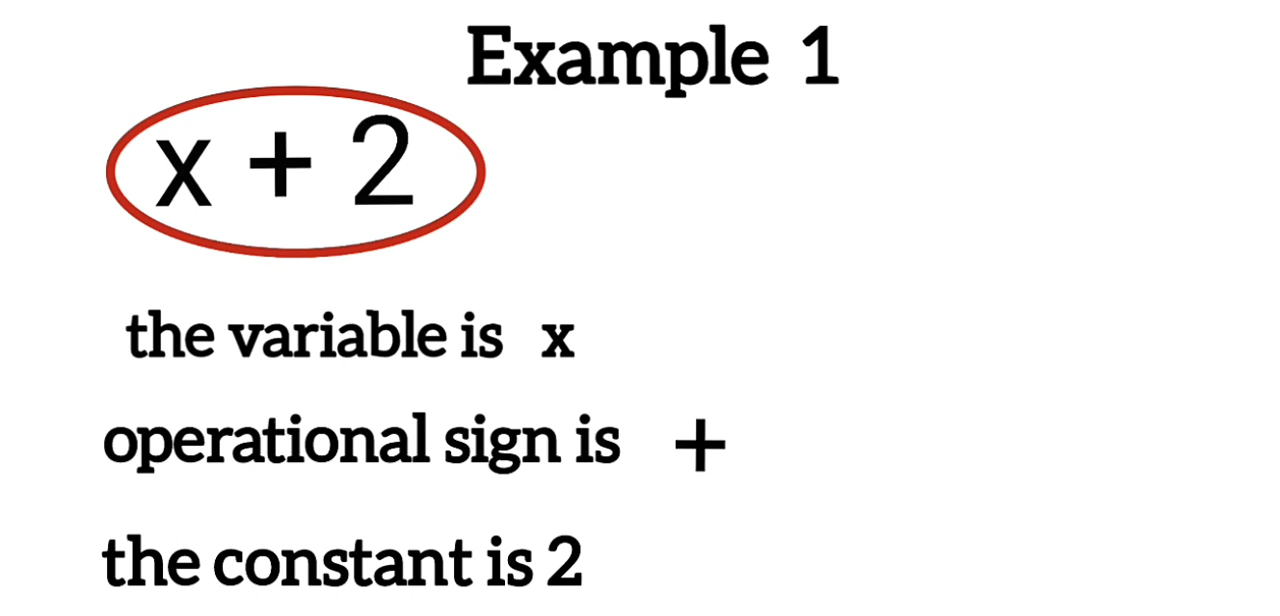 Example 1
x + 2
the variable is x
operational sign is +
the constant is 2